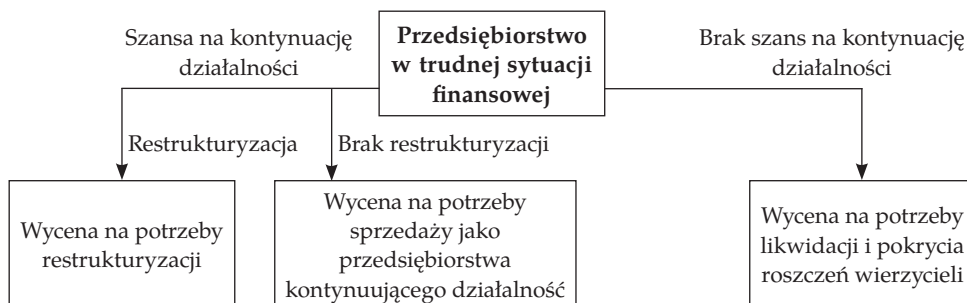 Szansa na kontynuację
działalności
Przedsiębiorstwo
w trudnej sytuacji
finansowej
Brak szans na kontynuację
działalności
Restrukturyzacja
Brak restrukturyzacji
Wycena na potrzeby
restrukturyzacji
Wycena na potrzeby
sprzedaży jako
przedsiębiorstwa
kontynuującego działalność
Wycena na potrzeby
likwidacji i pokrycia
roszczeń wierzycieli